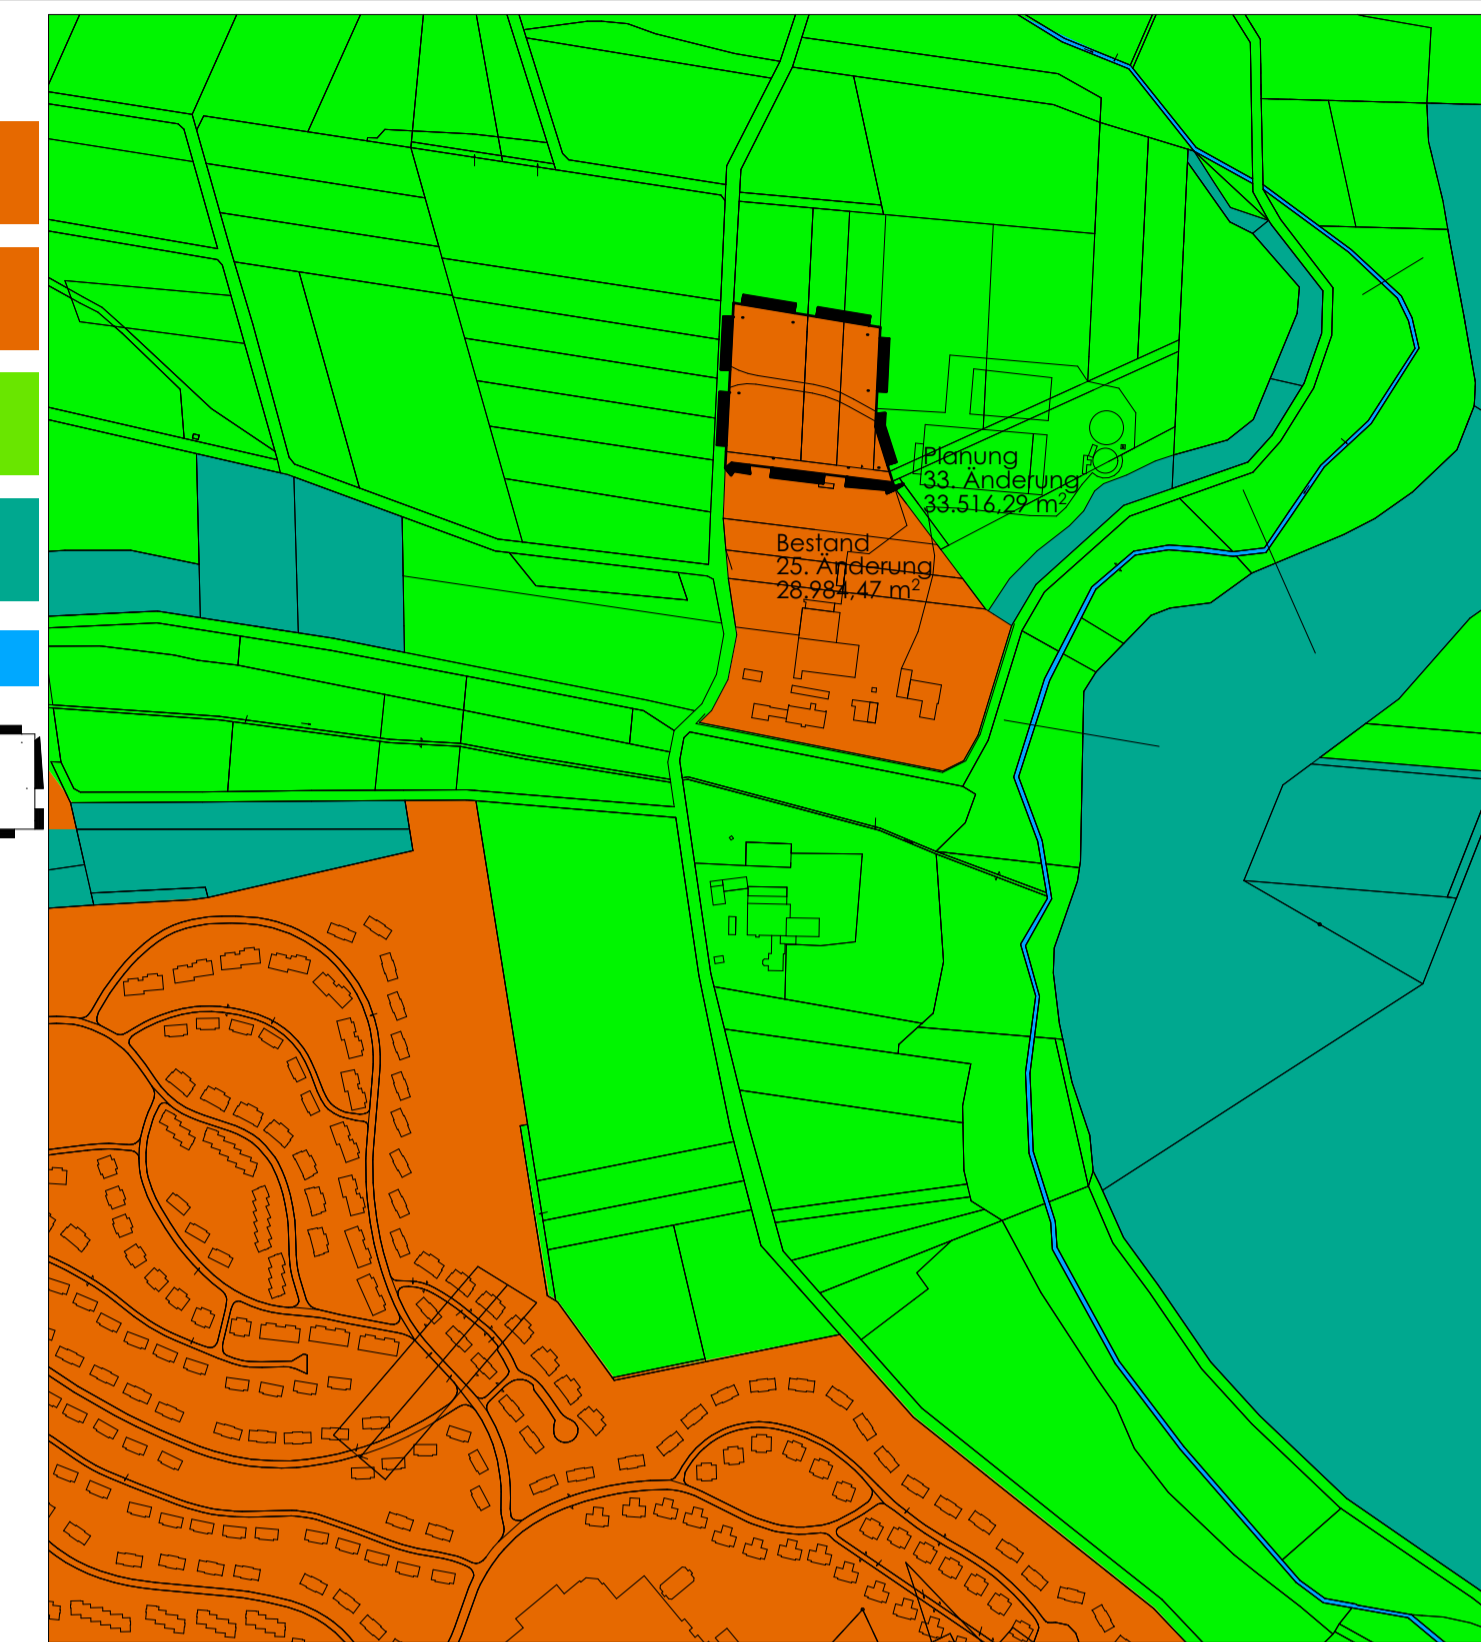 Planung
33. Änderung
33.516,29 m²
Bestand
25. Änderung
28.984,47 m²